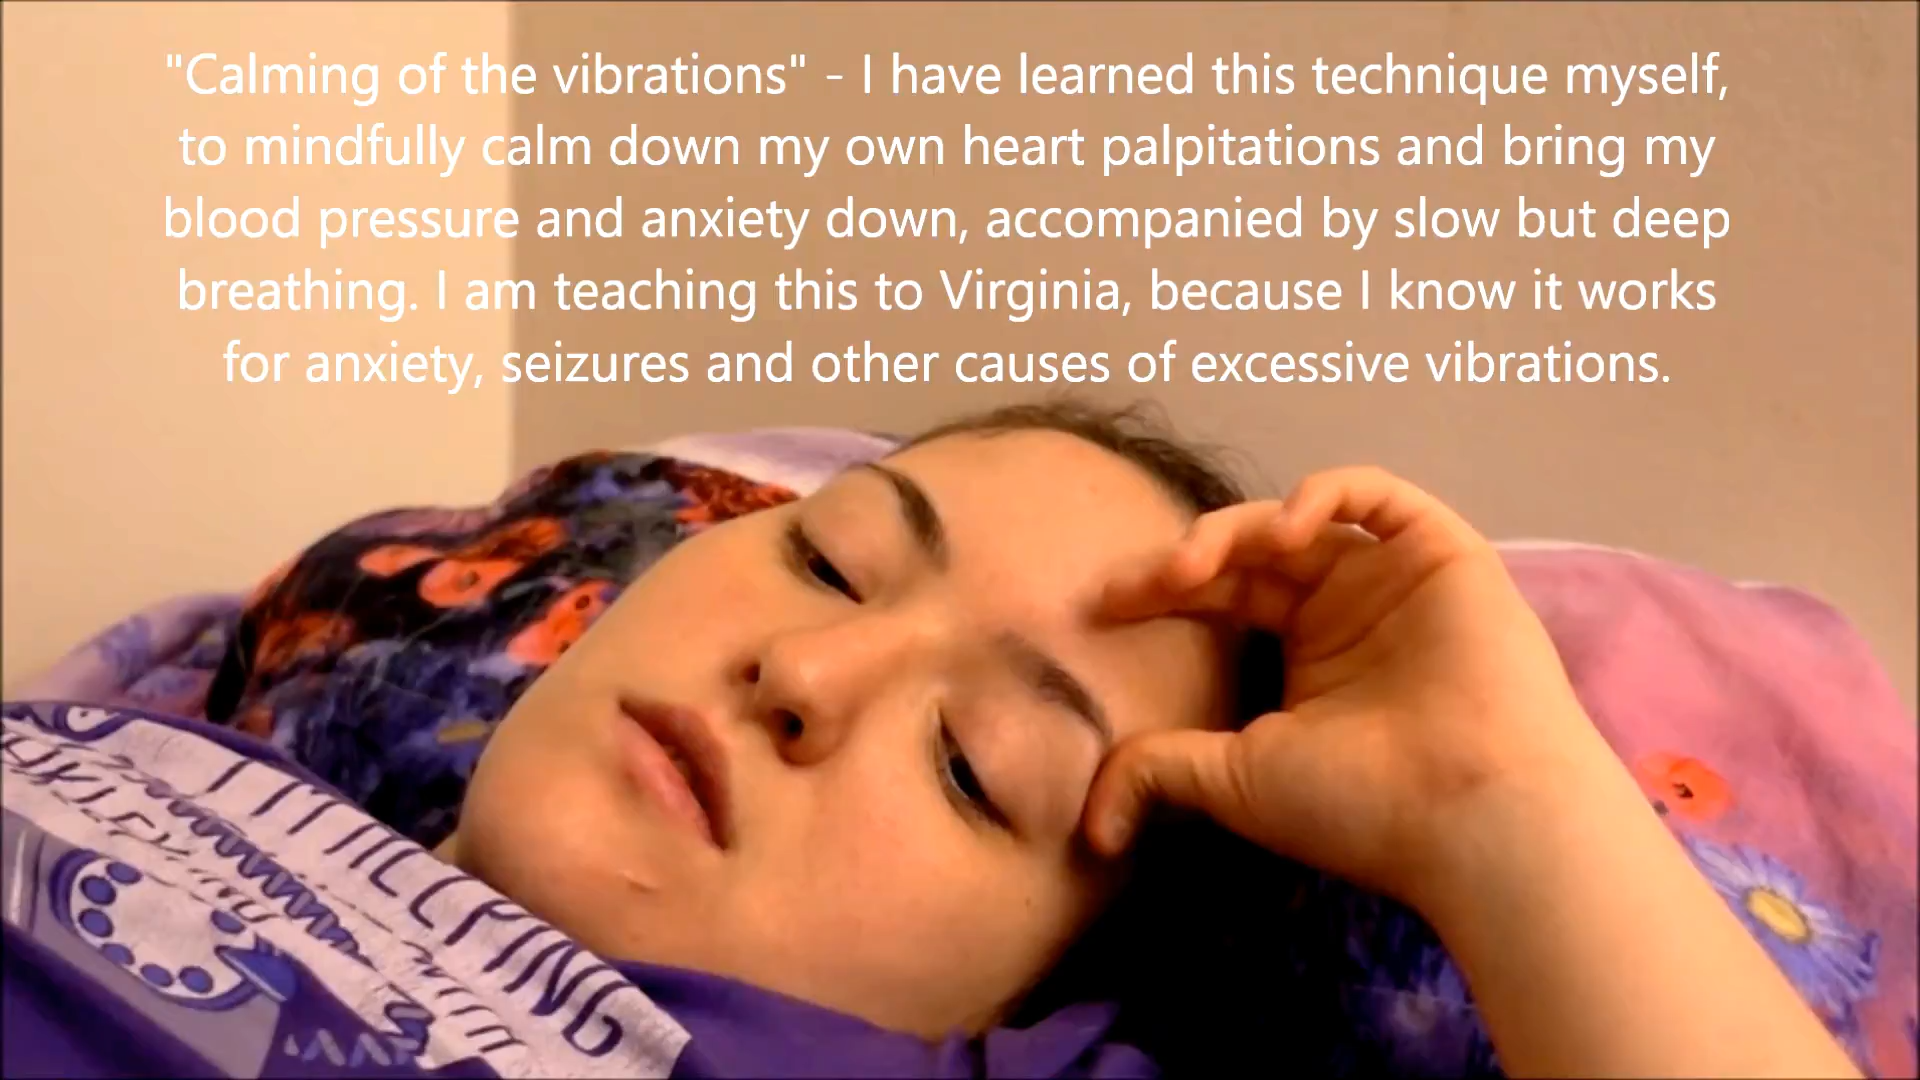 "Calming of the vibrations" - I have learned this technique myself,
to mindfully calm down my own heart palpitations and bring my
blood pressure and anxiety down, accompanied by slow but deep
breathing. I am teaching this to Virginia, because I know it works
for anxiety, seizures and other causes of excessive vibrations.